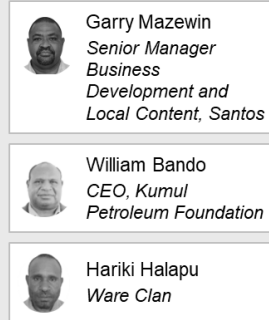 Garry Mazewin
Senior Manager
Business
Development and
Local Content, Santos
William Bando
CEO, Kumul
Petroleum Foundation
Hariki Halapu
Ware Clan